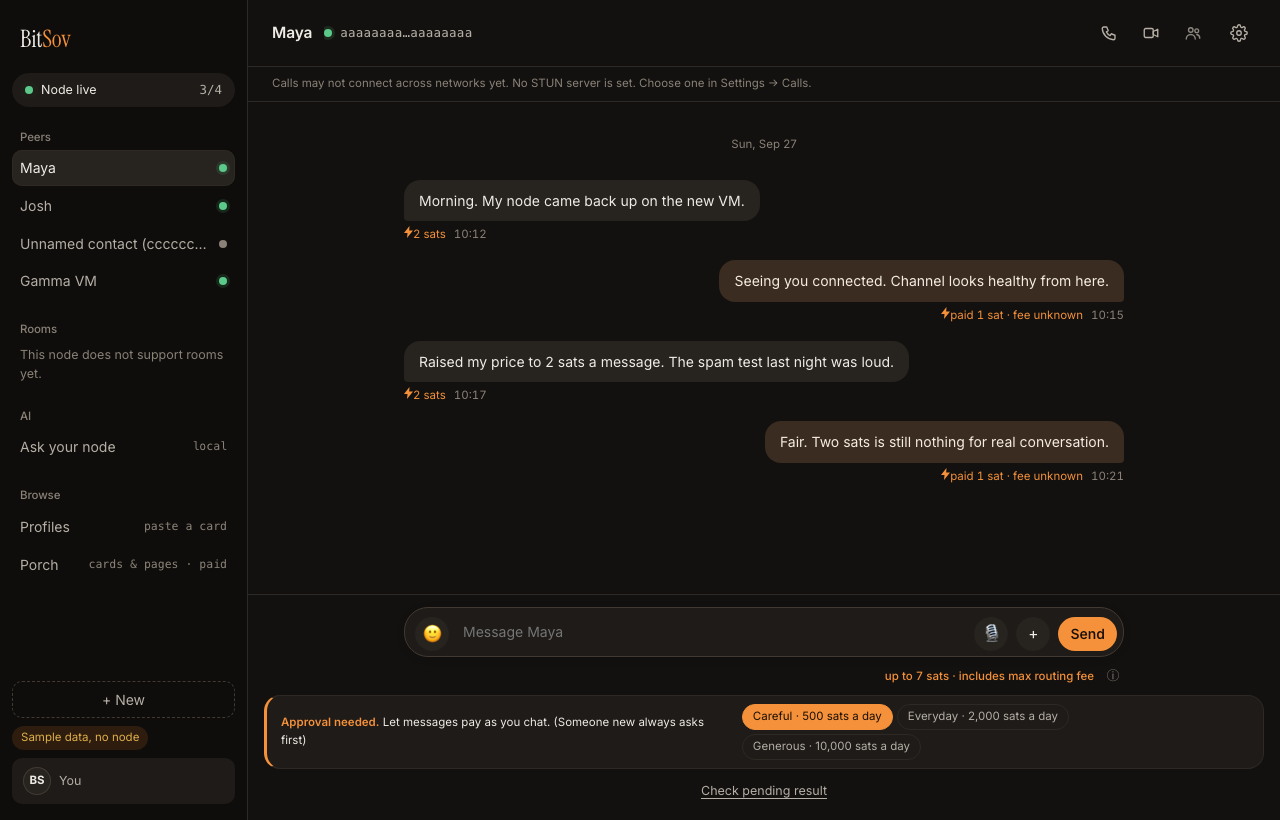 BitSov
Node live 3/4
Peers
Maya
Josh
Unnamed contact (cccccc...
Gamma VM
Rooms
This node does not support rooms
yet.
AI
Ask your node local
Browse
Profiles paste a card
Porch cards & pages · paid
+ New
Sample data, no node
BS You
Maya aaaaaaaa…aaaaaaaa
Calls may not connect across networks yet. No STUN server is set. Choose one in Settings → Calls.
Sun, Sep 27
Morning. My node came back up on the new VM.
2 sats 10:12
Seeing you connected. Channel looks healthy from here.
paid 1 sat · fee unknown 10:15
Raised my price to 2 sats a message. The spam test last night was loud.
2 sats 10:17
Fair. Two sats is still nothing for real conversation.
paid 1 sat · fee unknown 10:21
Message Maya
+
Send
up to 7 sats · includes max routing fee ⓘ
Approval needed. Let messages pay as you chat. (Someone new always asks
first)
Careful · 500 sats a day
Everyday · 2,000 sats a day
Generous · 10,000 sats a day
Check pending result